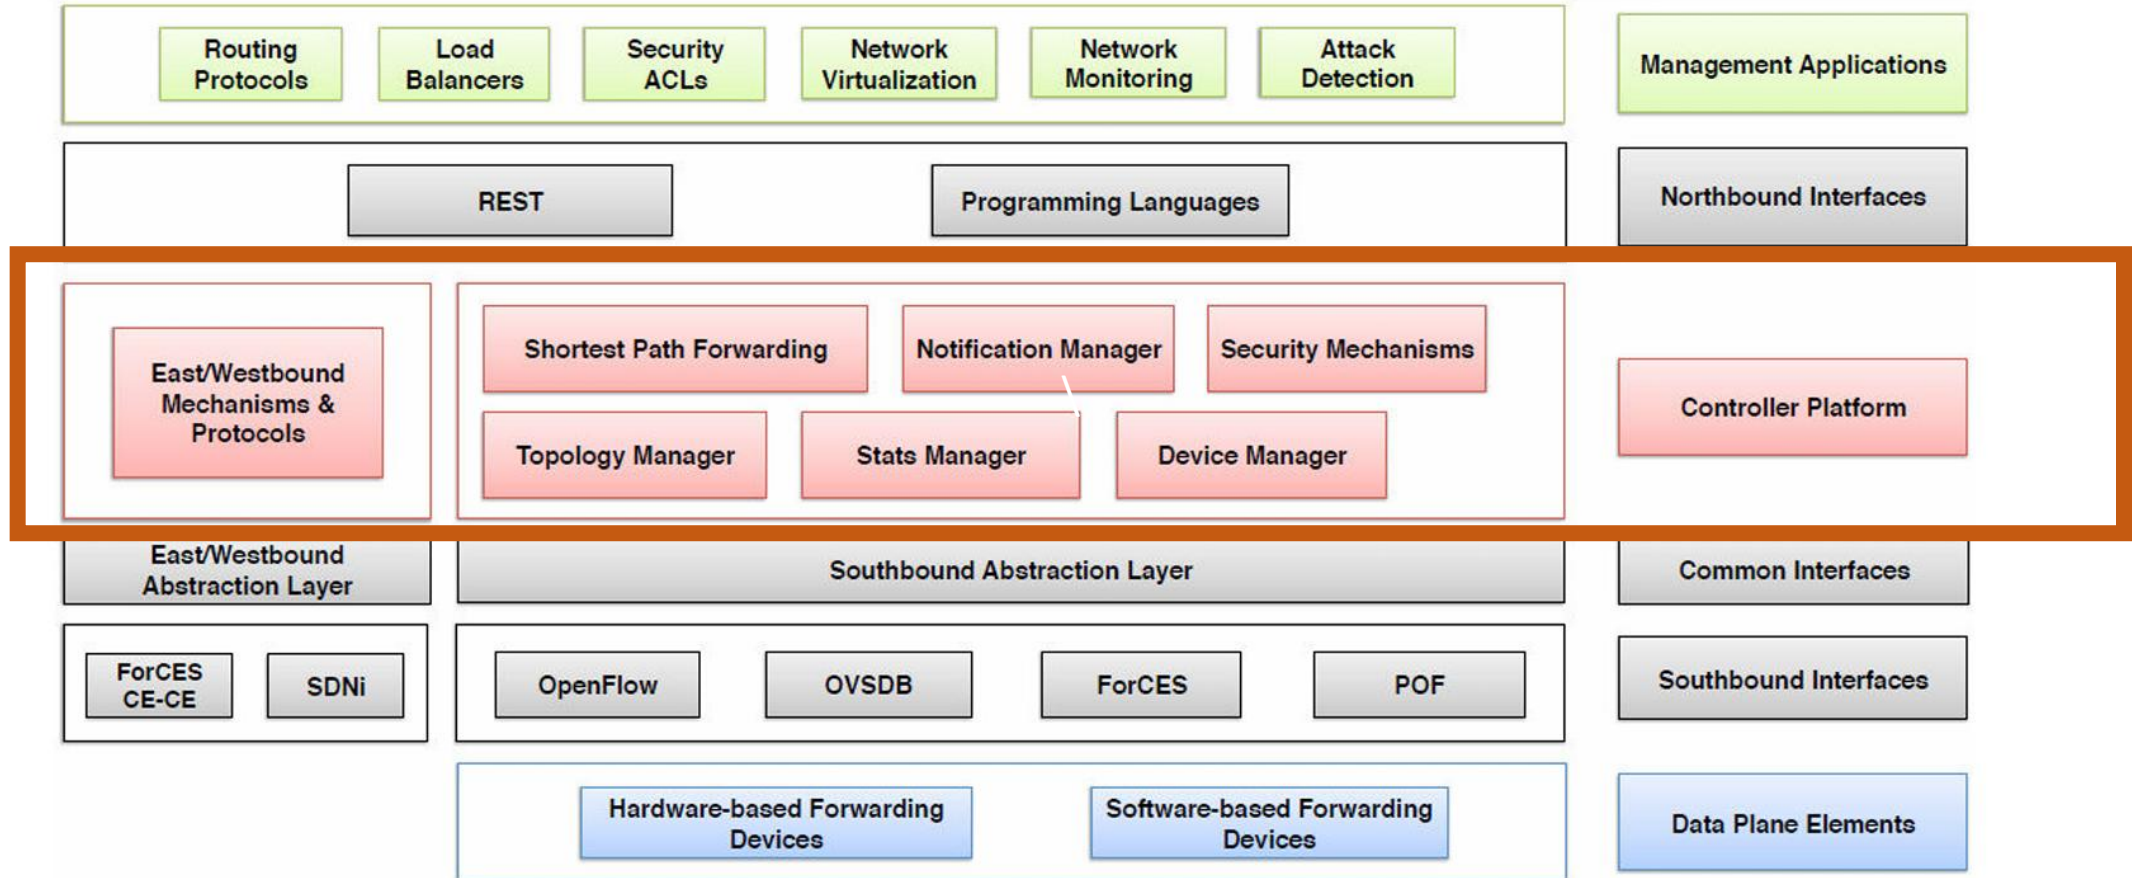 Routing
Protocols
Load
Balancers
Security
ACLs
Network
Virtualization
Network
Monitoring
Attack
Detection
Management Applications
REST
Programming Languages
Northbound Interfaces
East/Westbound
Mechanisms &
Protocols
Shortest Path Forwarding
Notification Manager
Security Mechanisms
Topology Manager
Stats Manager
Device Manager
Controller Platform
East/Westbound
Abstraction Layer
Southbound Abstraction Layer
Common Interfaces
ForCES
CE-CE
SDNi
OpenFlow
OVSDB
ForCES
POF
Southbound Interfaces
Hardware-based Forwarding
Devices
Software-based Forwarding
Devices
Data Plane Elements